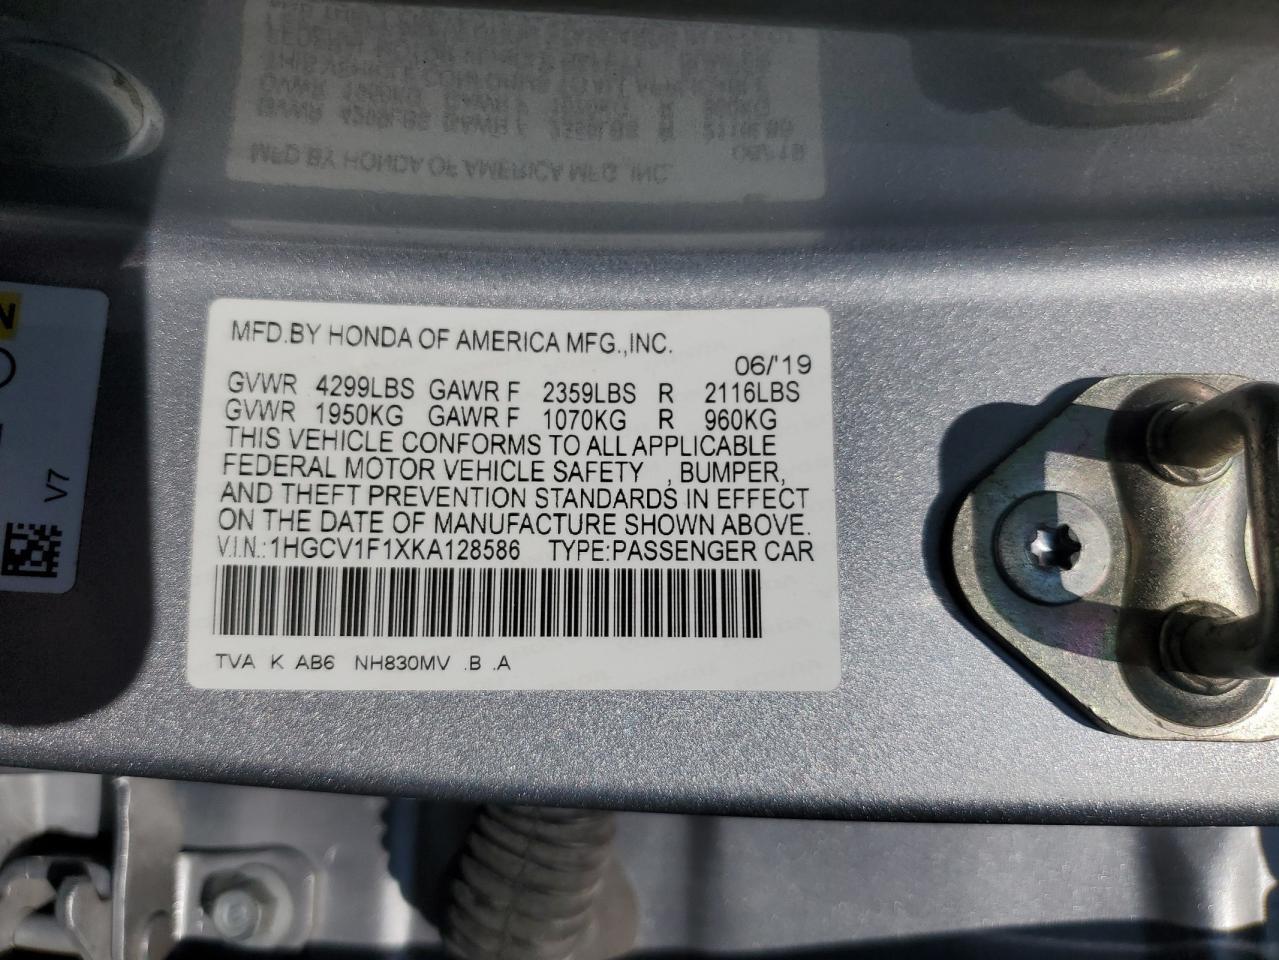 MFD.BY HONDA OF AMERICA MFG.,INC.
06/'19
GVWR 4299LBS GAWR F 2359LBS R 2116LBS
GVWR 1950KG GAWR F 1070KG R 960KG
THIS VEHICLE CONFORMS TO ALL APPLICABLE
FEDERAL MOTOR VEHICLE SAFETY , BUMPER,
AND THEFT PREVENTION STANDARDS IN EFFECT
ON THE DATE OF MANUFACTURE SHOWN ABOVE.
V.I.N.:1HGCV1F1XKA128586 TYPE:PASSENGER CAR
TVA K AB6 NH830MV .B .A
V7